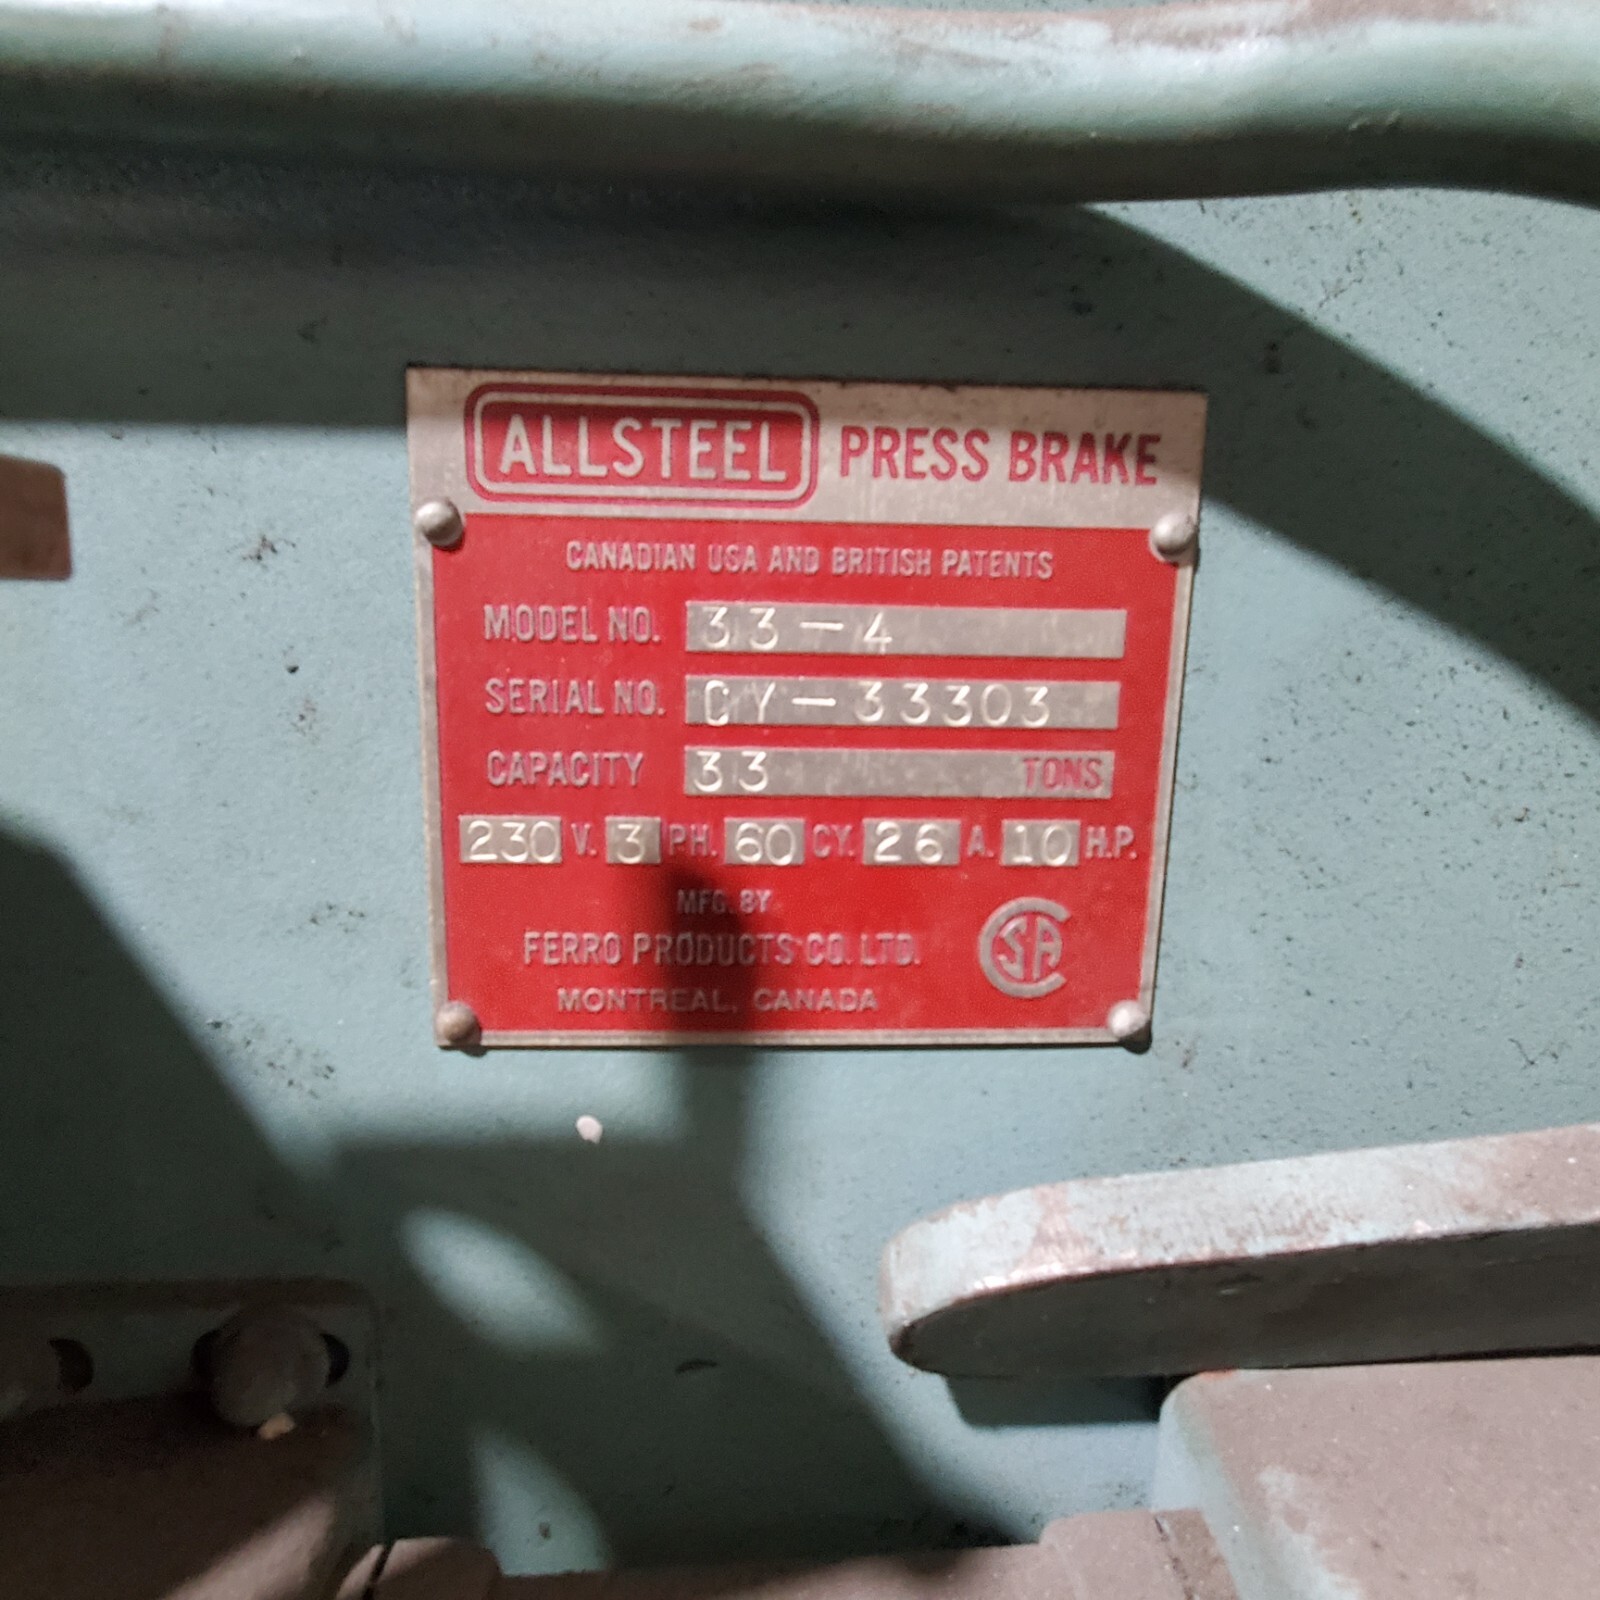 ALLSTEEL PRESS BRAKE
CANADIAN USA AND BRITISH PATENTS
MODEL NO. 33-4
SERIAL NO. CY-33303
CAPACITY 33 TONS
230 V. 3 PH. 60 CY. 26 A. 10 H.P.
MFG. BY
FERRO PRODUCTS CO. LTD.
MONTREAL, CANADA
CSA